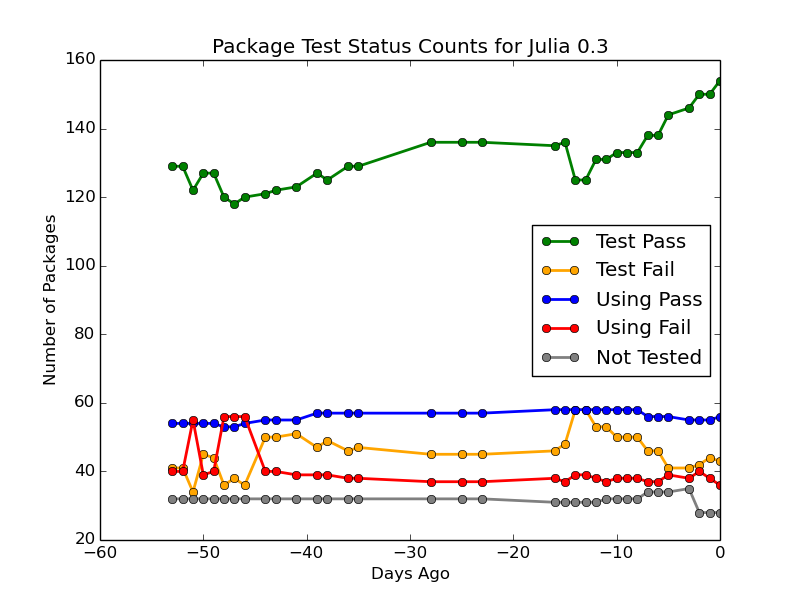 Package Test Status Counts for Julia 0.3
160
140
120
100
80
60
40
20
Number of Packages
Test Pass
Test Fail
Using Pass
Using Fail
Not Tested
−60 −50 −40 −30 −20 −10 0
Days Ago